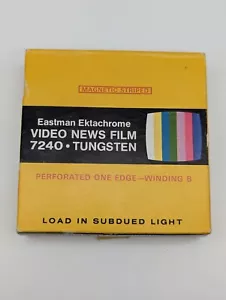 MAGNETIC STRIPED
Eastman Ektachrome
VIDEO NEWS FILM
7240 • TUNGSTEN
PERFORATED ONE EDGE—WINDING B
LOAD IN SUBDUED LIGHT